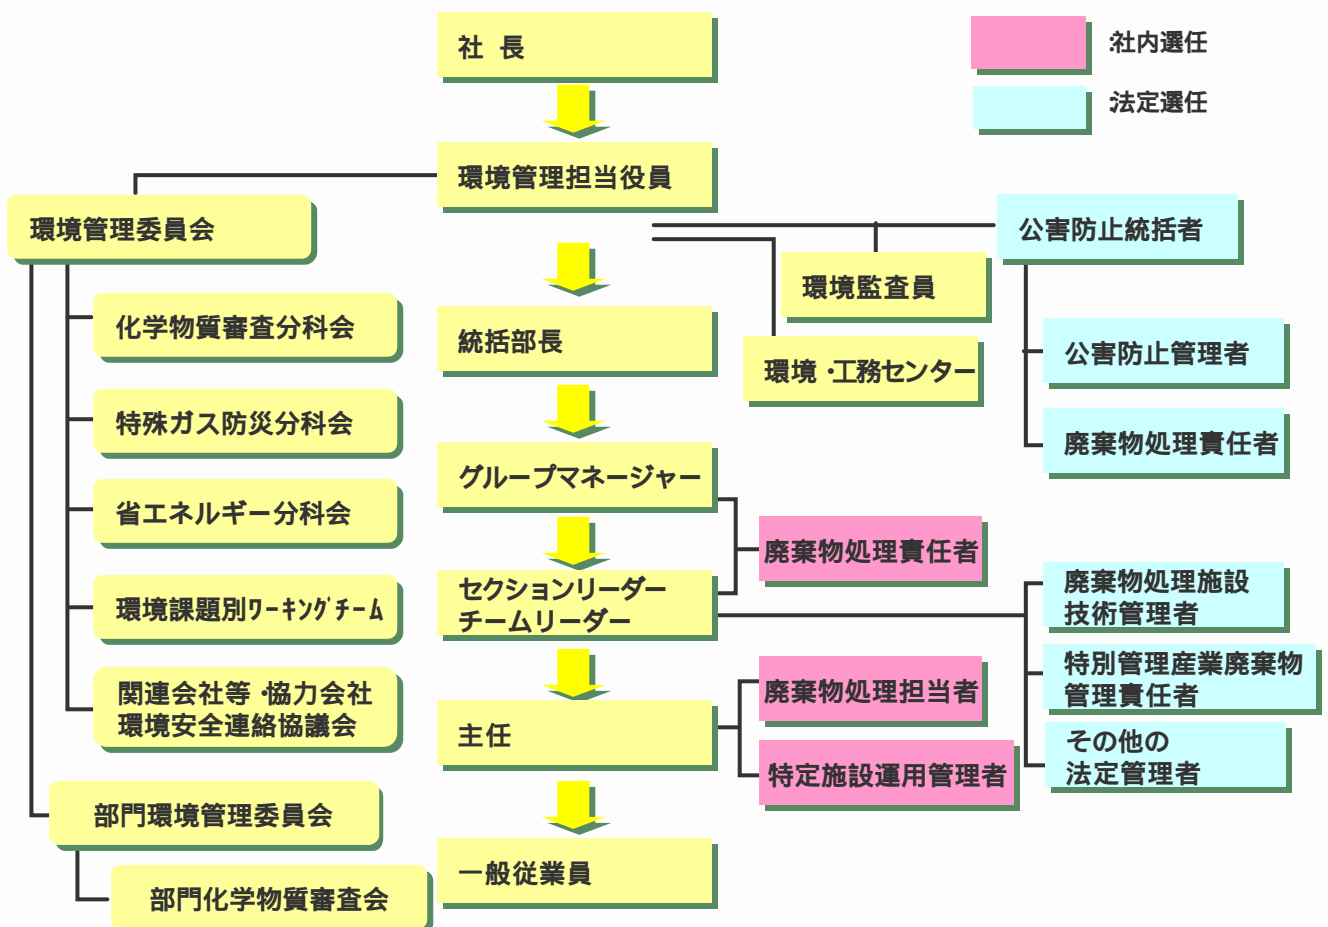 社 長
:社内選任
:法定選任
環境管理担当役員
環境管理委員会
公害防止統括者
環境監査員
化学物質審査分科会
統括部長
環境・工務センター
公害防止管理者
特殊ガス防災分科会
廃棄物処理責任者
グループマネージャー
省エネルギー分科会
廃棄物処理責任者
セクションリーダー
チームリーダー
環境課題別ﾜｰｷﾝｸﾞﾁｰﾑ
廃棄物処理施設
技術管理者
関連会社等・協力会社
環境安全連絡協議会
廃棄物処理担当者
特別管理産業廃棄物
管理責任者
主任
特定施設運用管理者
その他の
法定管理者
部門環境管理委員会
一般従業員
部門化学物質審査会